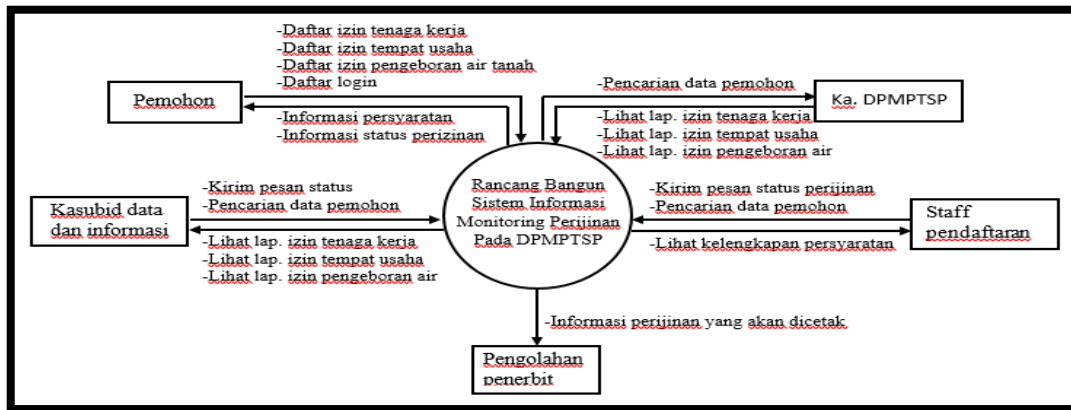 -Daftar izin tenaga kerja
-Daftar izin tempat usaha
-Daftar izin pengeboran air tanah
-Daftar login
Pemohon
-Informasi persyaratan
-Informasi status perizinan
-Pencarian data pemohon
Ka. DPMPTSP
-Lihat lap. izin tenaga kerja
-Lihat lap. izin tempat usaha
-Lihat lap. izin pengeboran air
Rancang Bangun
Sistem Informasi
Monitoring Perijinan
Pada DPMPTSP
-Kirim pesan status
-Pencarian data pemohon
Kasubid data
dan informasi
-Lihat lap. izin tenaga kerja
-Lihat lap. izin tempat usaha
-Lihat lap. izin pengeboran air
-Kirim pesan status perijinan
-Pencarian data pemohon
Staff
pendaftaran
-Lihat kelengkapan persyaratan
-Informasi perijinan yang akan dicetak
Pengolahan
penerbit